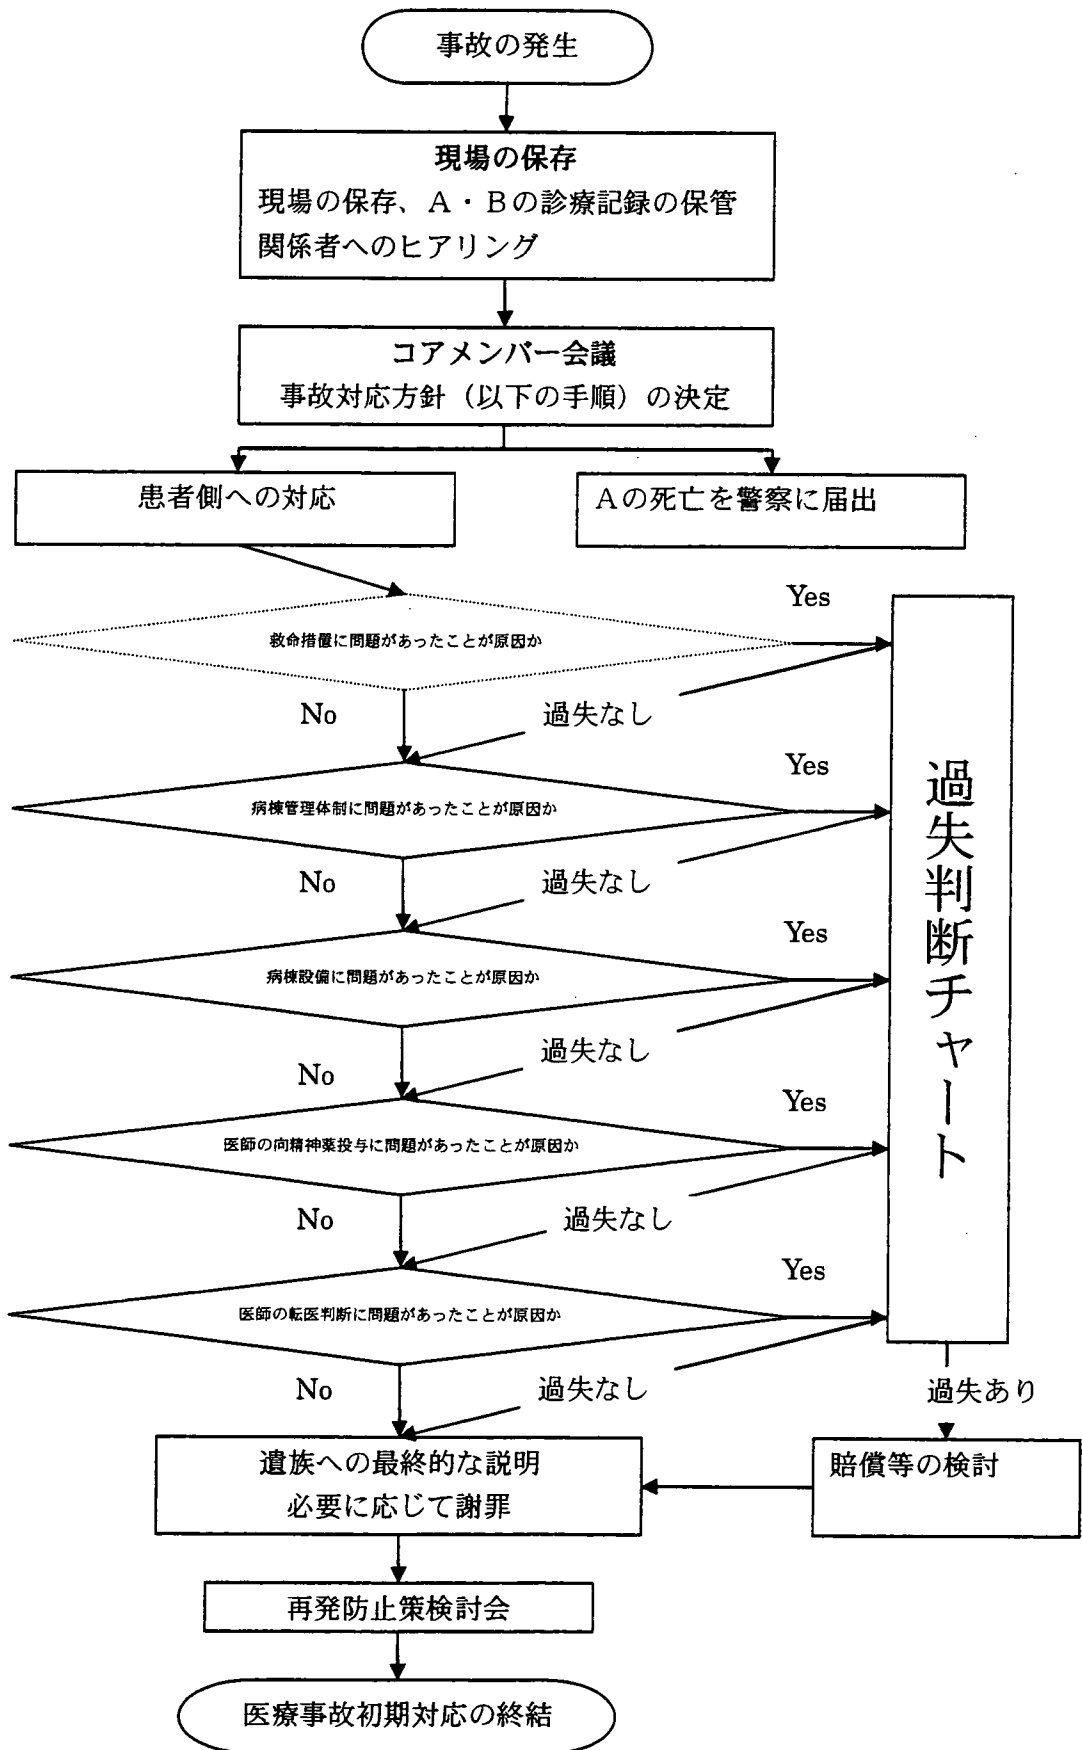 事故の発生
現場の保存
現場の保存、Ａ・Ｂの診療記録の保管
関係者へのヒアリング
コアメンバー会議
事故対応方針（以下の手順）の決定
患者側への対応
Ａの死亡を警察に届出
Yes
救命措置に問題があったことが原因か
No
過失なし
Yes
病棟管理体制に問題があったことが原因か
No
過失なし
Yes
病棟設備に問題があったことが原因か
No
過失なし
Yes
医師の向精神薬投与に問題があったことが原因か
No
過失なし
Yes
医師の転医判断に問題があったことが原因か
No
過失なし
過失判断チャート
過失あり
遺族への最終的な説明
必要に応じて謝罪
賠償等の検討
再発防止策検討会
医療事故初期対応の終結